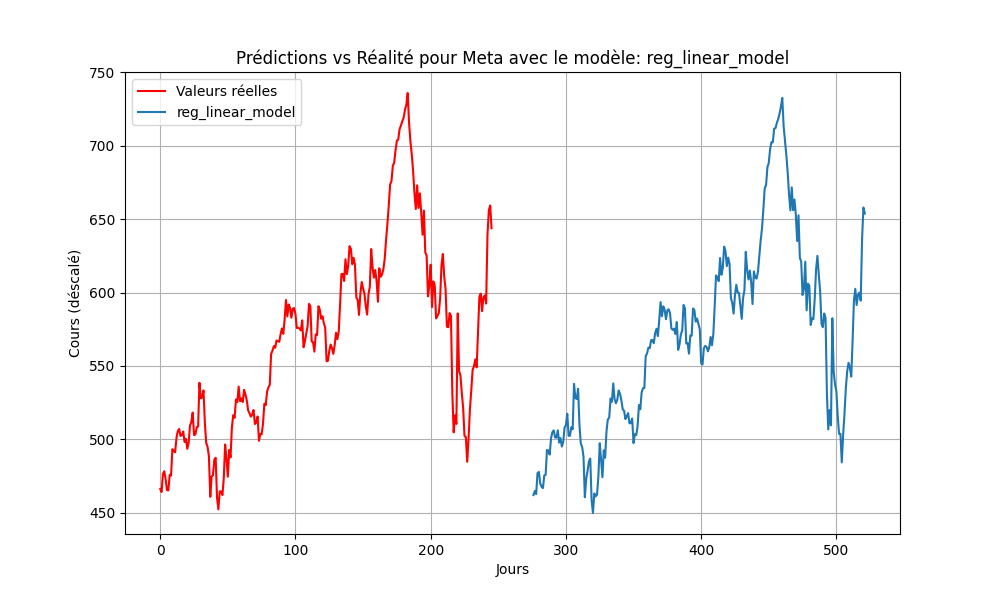 Prédictions vs Réalité pour Meta avec le modèle: reg_linear_model
Valeurs réelles
reg_linear_model
Cours (déscalé)
750
700
650
600
550
500
450
0 100 200 300 400 500
Jours